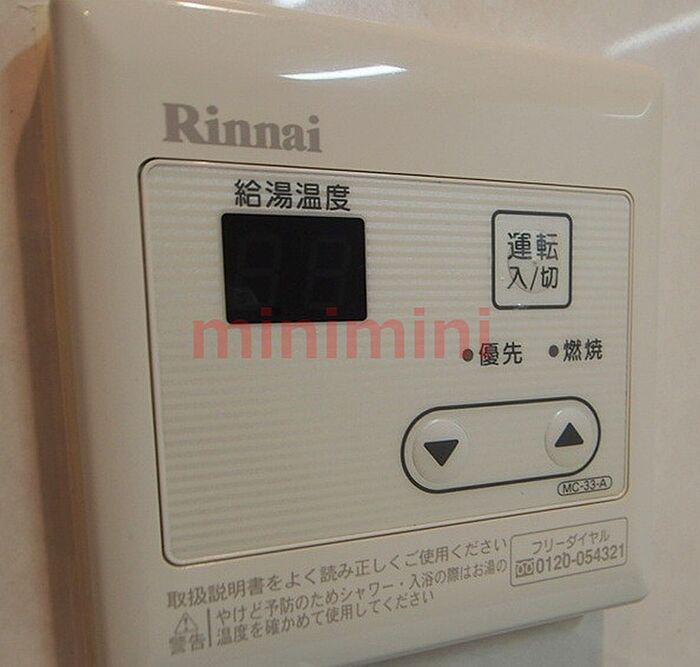 Rinnai
給湯温度
運転
入/切
minimini
優先
燃焼
MC-33-A
取扱説明書をよく読み正しくご使用ください
フリーダイヤル
0120-054321
警告
やけど予防のためシャワー・入浴の際はお湯の
温度を確かめて使用してください